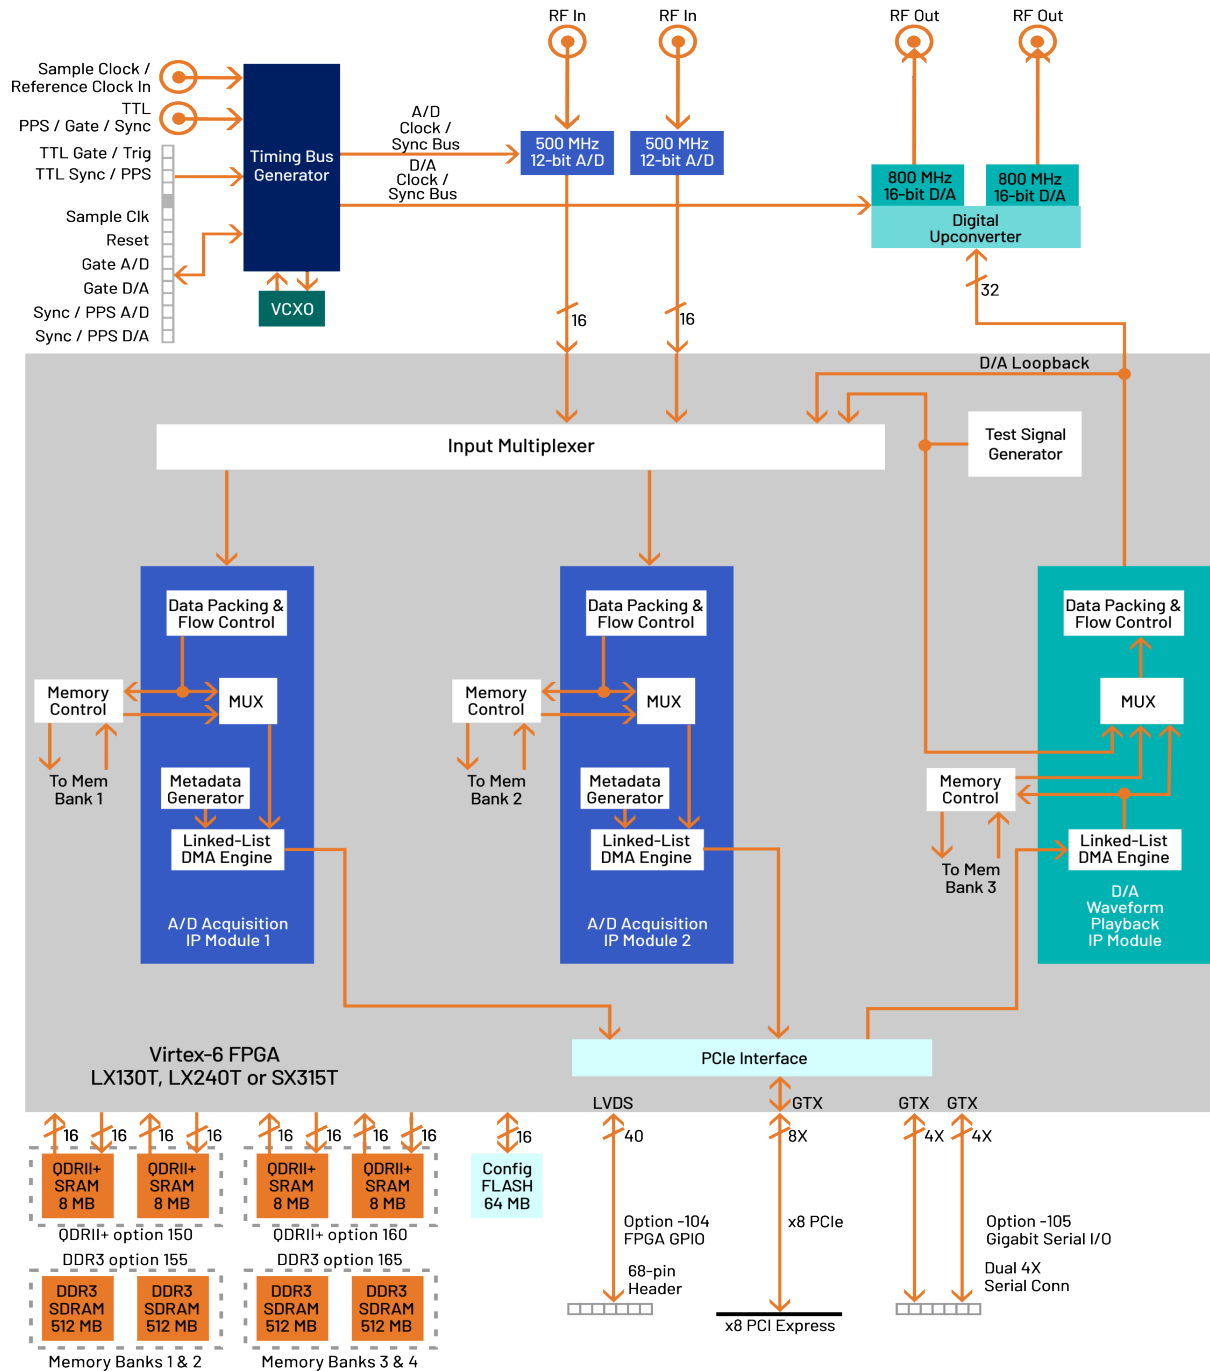 RF In
RF In
RF Out
RF Out
Sample Clock /
Reference Clock In
TTL
PPS / Gate / Sync
TTL Gate / Trig
TTL Sync / PPS
Sample Clk
Reset
Gate A/D
Gate D/A
Sync / PPS A/D
Sync / PPS D/A
Timing Bus
Generator
VCXO
A/D
Clock /
Sync Bus
D/A
Clock /
Sync Bus
500 MHz
12-bit A/D
500 MHz
12-bit A/D
800 MHz
16-bit D/A
800 MHz
16-bit D/A
Digital
Upconverter
32
16
16
D/A Loopback
Input Multiplexer
Test Signal
Generator
Data Packing &
Flow Control
Memory
Control
MUX
To Mem
Bank 1
Metadata
Generator
Linked-List
DMA Engine
A/D Acquisition
IP Module 1
Data Packing &
Flow Control
Memory
Control
MUX
To Mem
Bank 2
Metadata
Generator
Linked-List
DMA Engine
A/D Acquisition
IP Module 2
Data Packing &
Flow Control
MUX
Memory
Control
To Mem
Bank 3
Linked-List
DMA Engine
D/A
Waveform
Playback
IP Module
Virtex-6 FPGA
LX130T, LX240T or SX315T
PCIe Interface
LVDS
GTX
GTX
GTX
16
16
16
16
16
16
16
16
16
40
8X
4X
4X
QDRII+
SRAM
8 MB
QDRII+
SRAM
8 MB
QDRII+
SRAM
8 MB
QDRII+
SRAM
8 MB
Config
FLASH
64 MB
QDRII+ option 150
QDRII+ option 160
DDR3 option 155
DDR3 option 165
DDR3
SDRAM
512 MB
DDR3
SDRAM
512 MB
DDR3
SDRAM
512 MB
DDR3
SDRAM
512 MB
Memory Banks 1 & 2
Memory Banks 3 & 4
Option -104
FPGA GPIO
68-pin
Header
x8 PCIe
x8 PCI Express
Option -105
Gigabit Serial I/O
Dual 4X
Serial Conn